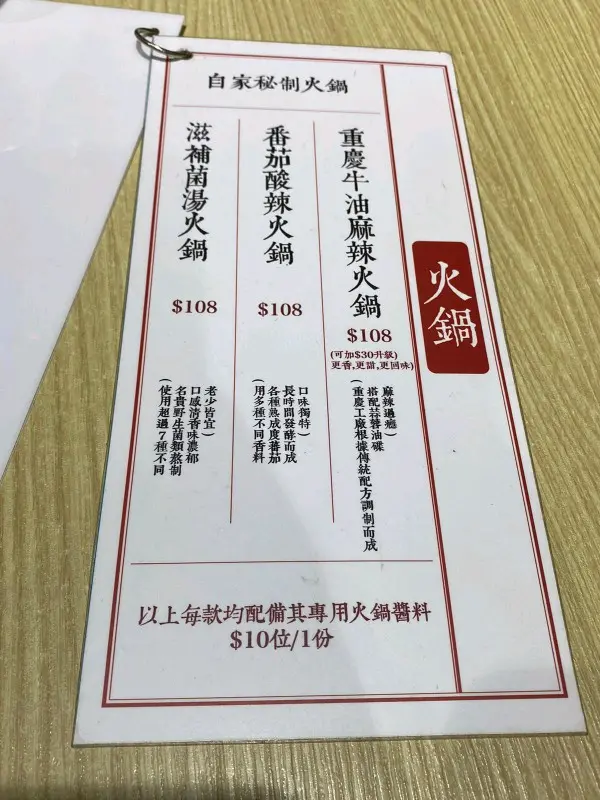 火鍋
自家秘制火鍋
重慶牛油麻辣火鍋
$108
(可加$30升級)
更香,更甜,更回味)
(重慶工廠根據傳統配方調制而成
搭配蒜蓉油碟
麻辣過癮)
番茄酸辣火鍋
$108
(用多種不同香料
各種熟成度蕃茄
長時間發酵而成
口味獨特)
滋補菌湯火鍋
$108
(使用超過7種不同
名貴野生菌類熬制
口感清香味濃郁
老少皆宜)
以上每款均配備其專用火鍋醬料
$10位/1份